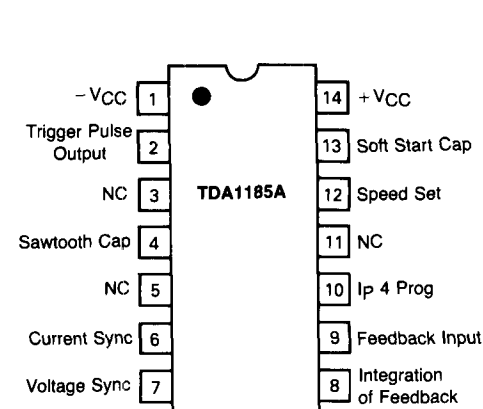 −VCC 1
Trigger Pulse
Output 2
NC 3
Sawtooth Cap 4
NC 5
Current Sync 6
Voltage Sync 7
TDA1185A
14 +VCC
13 Soft Start Cap
12 Speed Set
11 NC
10 Ip 4 Prog
9 Feedback Input
8 Integration
of Feedback